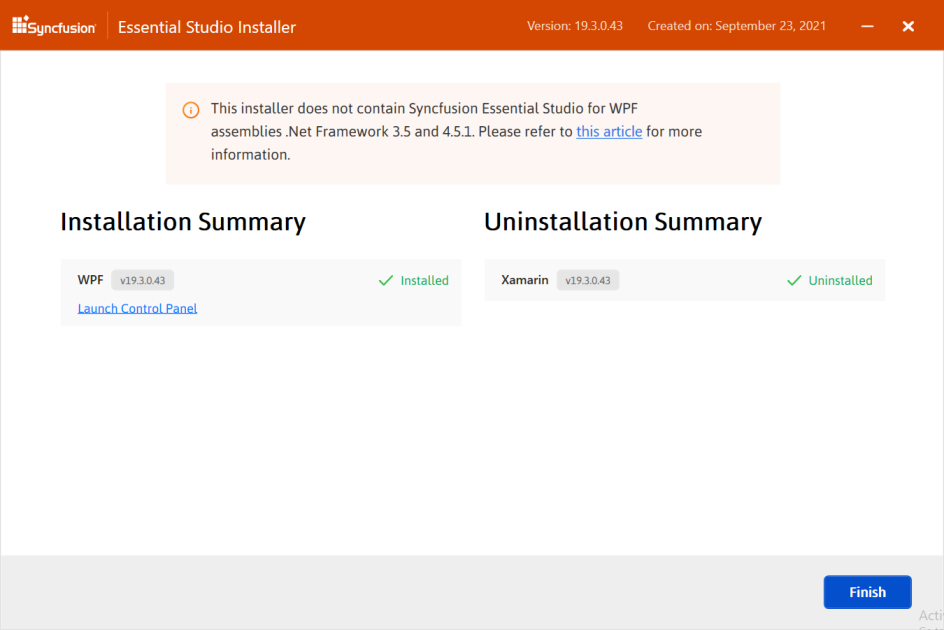 Syncfusion
Essential Studio Installer
Version: 19.3.0.43
Created on: September 23, 2021
This installer does not contain Syncfusion Essential Studio for WPF
assemblies .Net Framework 3.5 and 4.5.1. Please refer to this article for more
information.
Installation Summary
Uninstallation Summary
WPF v19.3.0.43 Installed
Launch Control Panel
Xamarin v19.3.0.43 Uninstalled
Finish
Acti